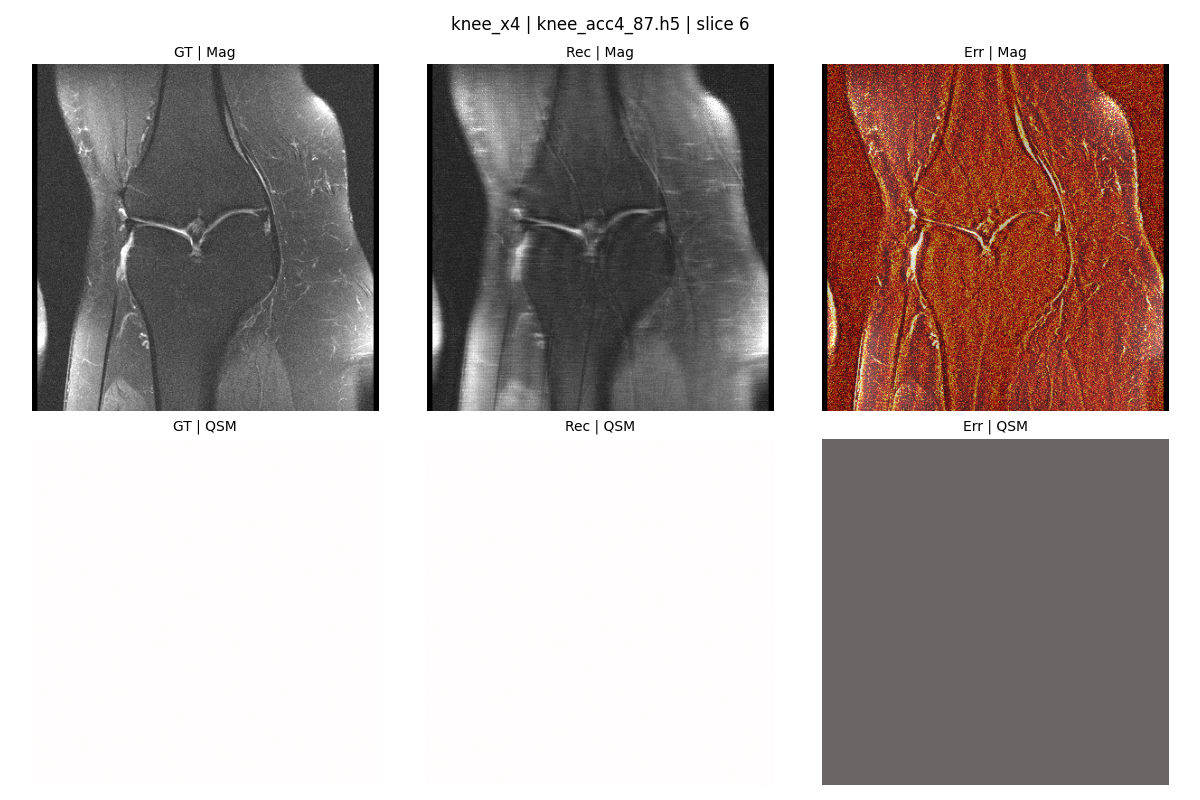 knee_x4 | knee_acc4_87.h5 | slice 6
GT | Mag
Rec | Mag
Err | Mag
GT | QSM
Rec | QSM
Err | QSM